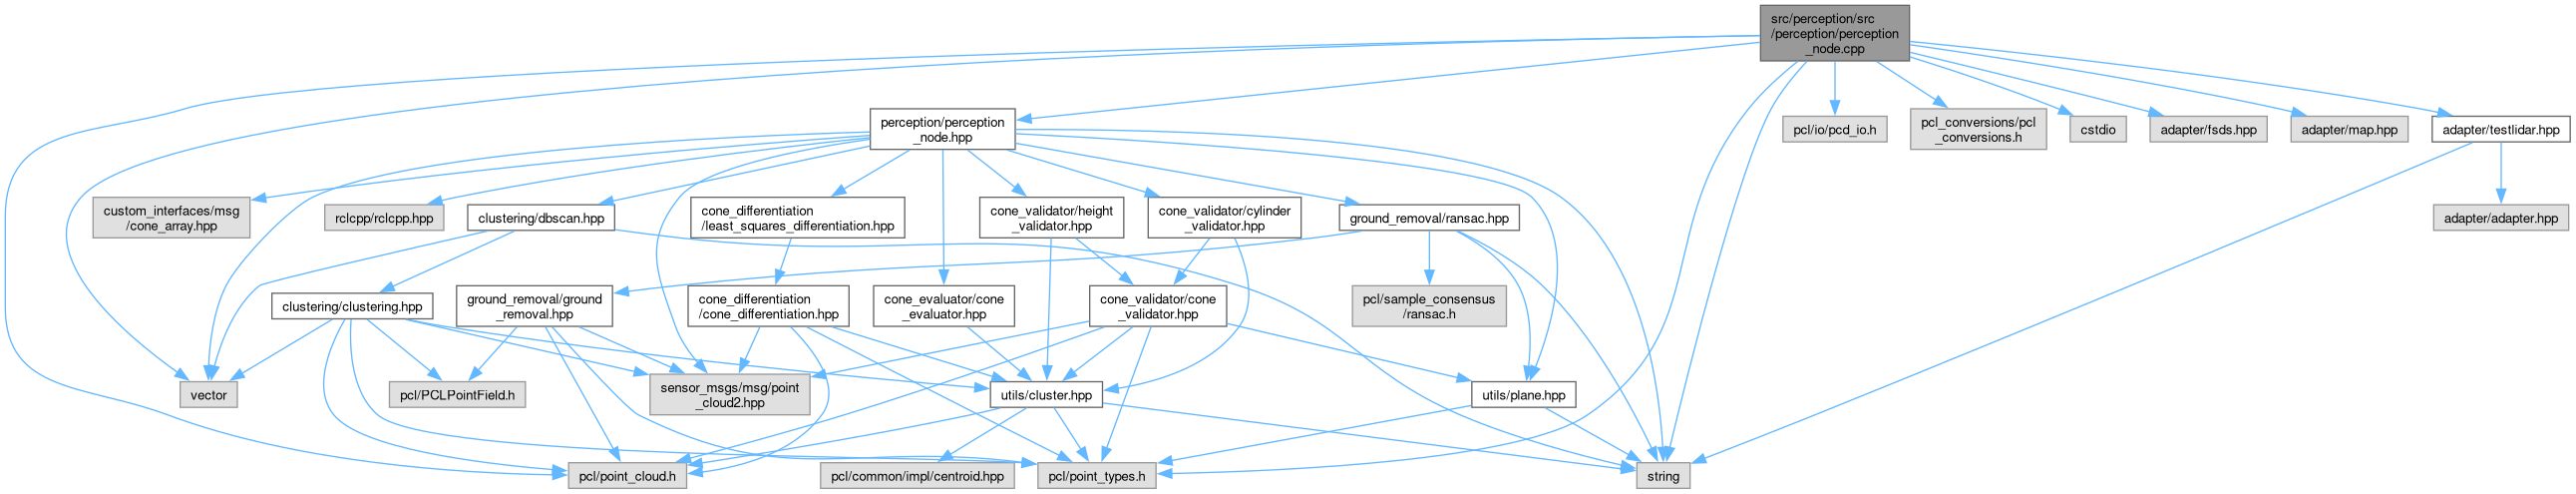 src/perception/src
/perception/perception
_node.cpp
perception/perception
_node.hpp
pcl/io/pcd_io.h
pcl_conversions/pcl
_conversions.h
cstdio
adapter/fsds.hpp
adapter/map.hpp
adapter/testlidar.hpp
custom_interfaces/msg
/cone_array.hpp
rclcpp/rclcpp.hpp
clustering/dbscan.hpp
cone_differentiation
/least_squares_differentiation.hpp
cone_validator/height
_validator.hpp
cone_validator/cylinder
_validator.hpp
ground_removal/ransac.hpp
adapter/adapter.hpp
clustering/clustering.hpp
ground_removal/ground
_removal.hpp
cone_differentiation
/cone_differentiation.hpp
cone_evaluator/cone
_evaluator.hpp
cone_validator/cone
_validator.hpp
pcl/sample_consensus
/ransac.h
vector
pcl/PCLPointField.h
sensor_msgs/msg/point
_cloud2.hpp
utils/cluster.hpp
utils/plane.hpp
pcl/point_cloud.h
pcl/common/impl/centroid.hpp
pcl/point_types.h
string